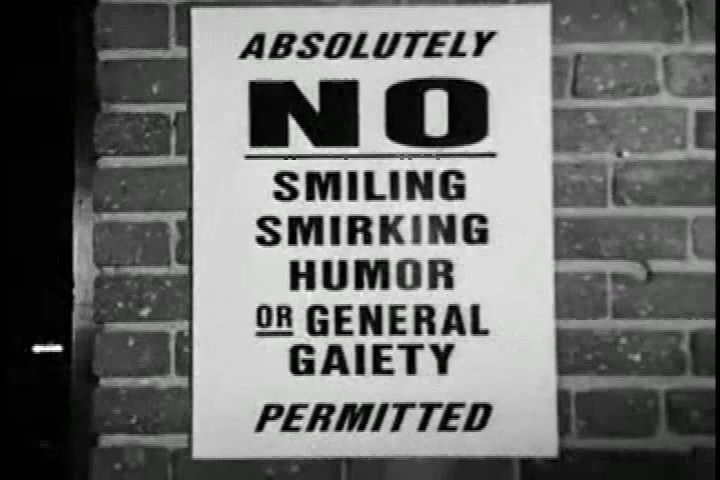 ABSOLUTELY
NO
SMILING
SMIRKING
HUMOR
OR GENERAL
GAIETY
PERMITTED